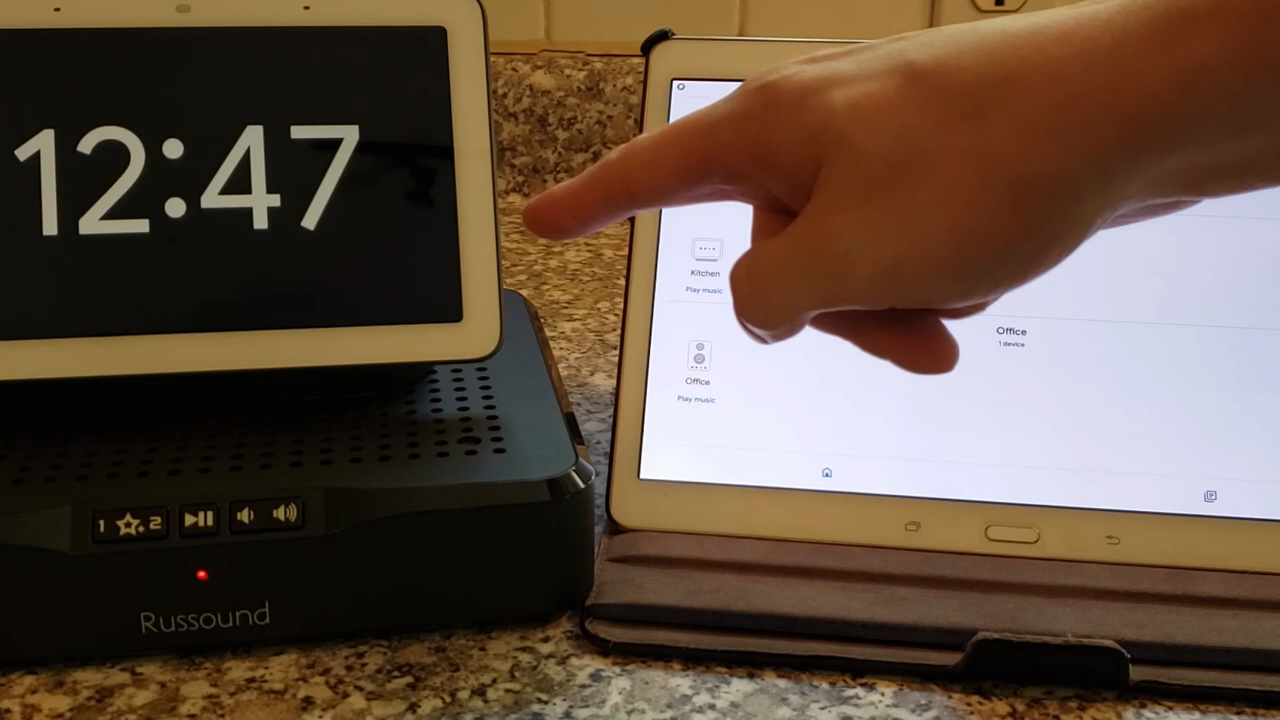 12:47
Kitchen
Play music
Office
1 device
Office
Play music
1 2
Russound